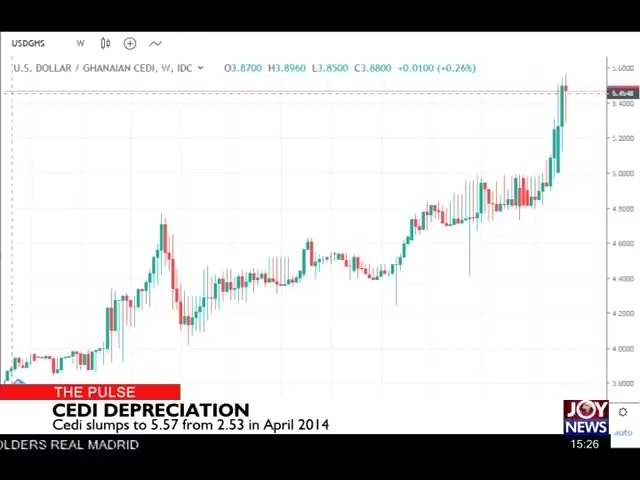 USDGHS W
U.S. DOLLAR / GHANAIAN CEDI, W, IDC O3.8700 H3.8960 L3.8500 C3.8800 +0.0100 (+0.26%)
5.6000
5.4548
5.4000
5.2000
5.0000
4.8000
4.6000
4.4000
4.2000
4.0000
3.8000
THE PULSE
CEDI DEPRECIATION
Cedi slumps to 5.57 from 2.53 in April 2014
JOY
NEWS
auto
OLDERS REAL MADRID
15:26